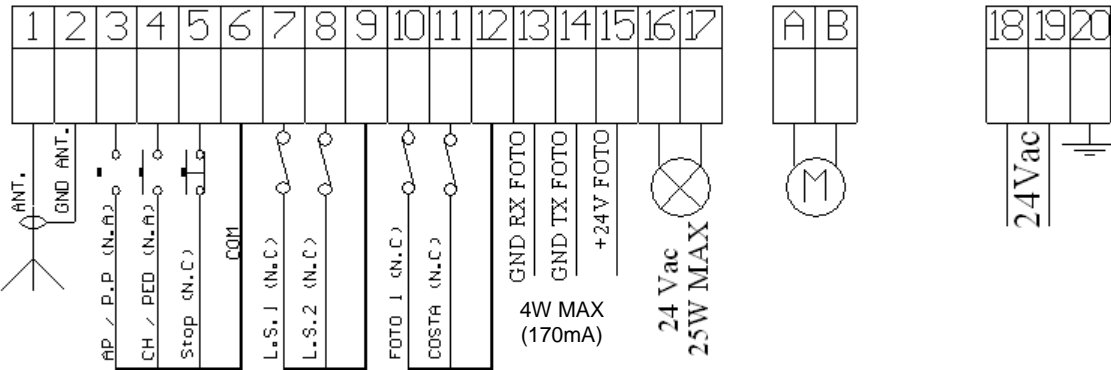 1 2 3 4 5 6 7 8 9 10 11 12 13 14 15 16 17
A B
18 19 20
ANT.
GND ANT.
AP / P.P (N.A)
CH / PED (N.A)
Stop (N.C)
COM
L.S.1 (N.C)
L.S.2 (N.C)
FOTO 1 (N.C)
COSTA (N.C)
GND RX FOTO
GND TX FOTO
+24V FOTO
4W MAX
(170mA)
24 Vac
25W MAX
M
24Vac